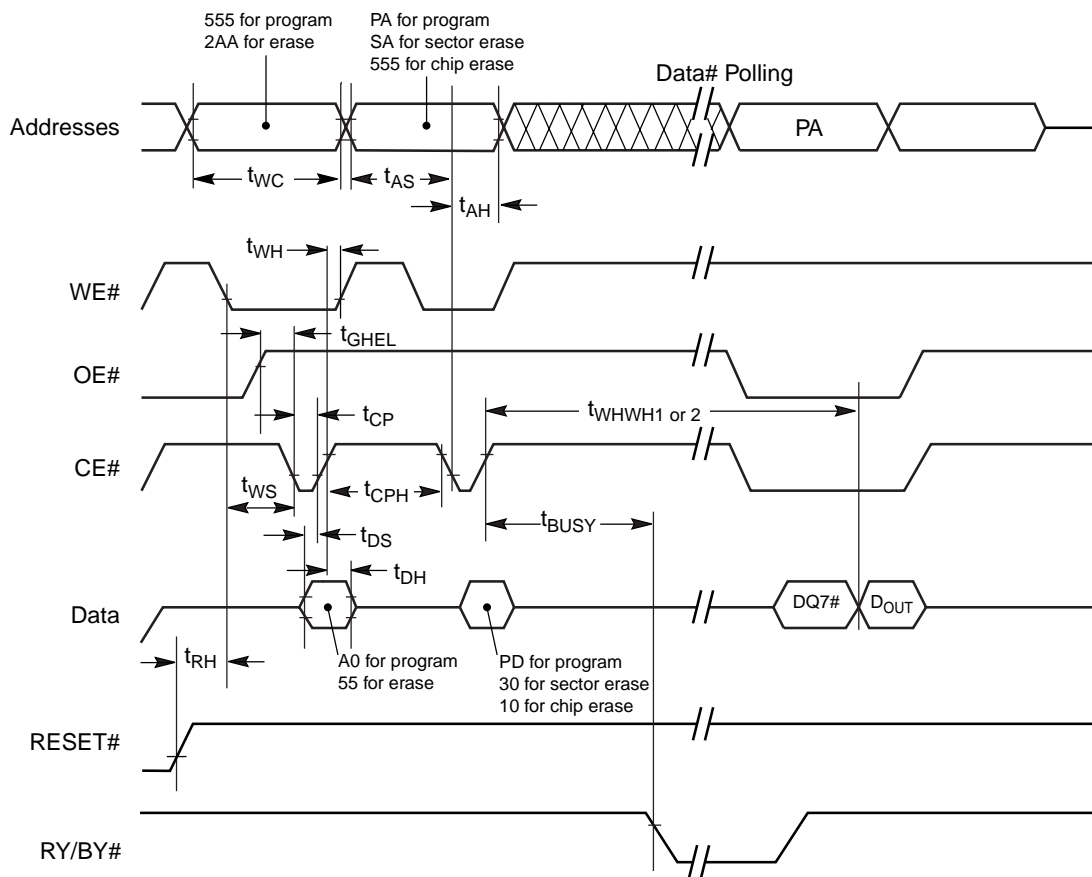 555 for program
2AA for erase
PA for program
SA for sector erase
555 for chip erase
Data# Polling
Addresses
PA
tWC
tAS
tAH
tWH
WE#
tGHEL
OE#
tWHWH1 or 2
tCP
CE#
tWS
tCPH
tBUSY
tDS
tDH
Data
DQ7#
DOUT
tRH
A0 for program
55 for erase
PD for program
30 for sector erase
10 for chip erase
RESET#
RY/BY#